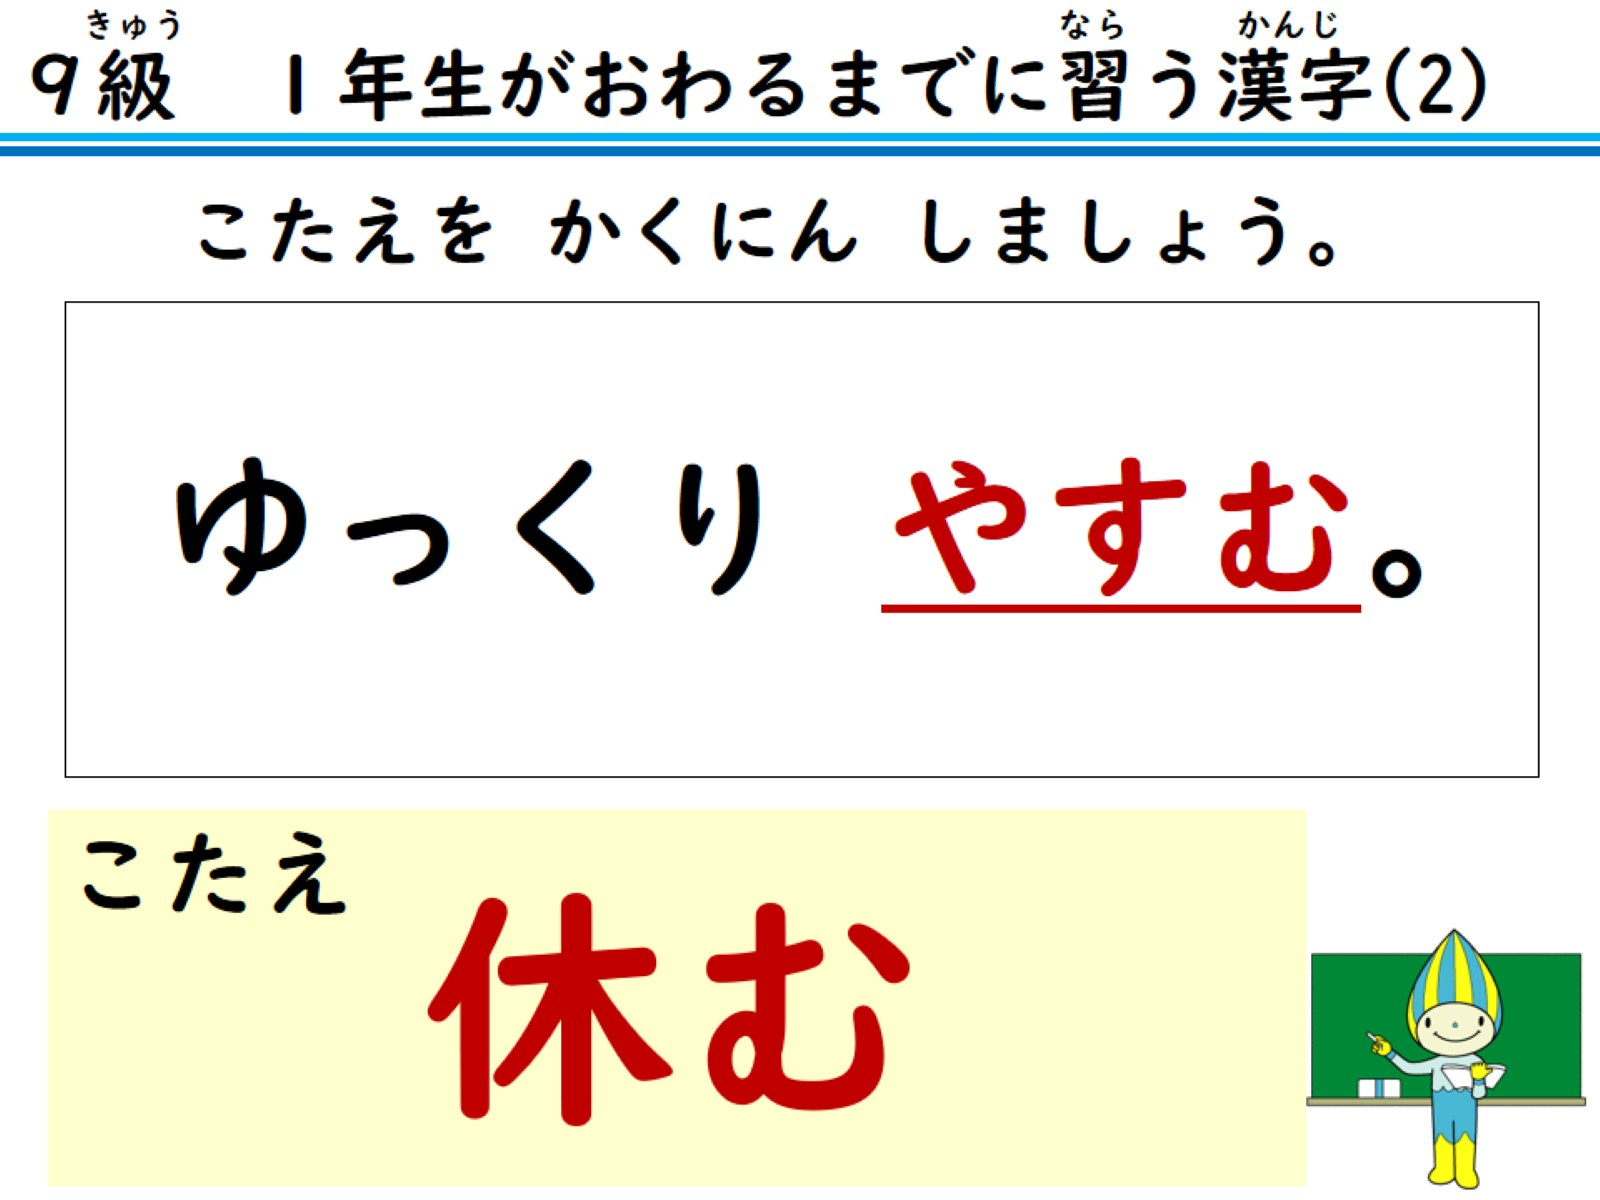 きゅう なら かんじ
9級 1年生がおわるまでに習う漢字(2)
こたえを かくにん しましょう。
ゆっくり やすむ。
こたえ
休む